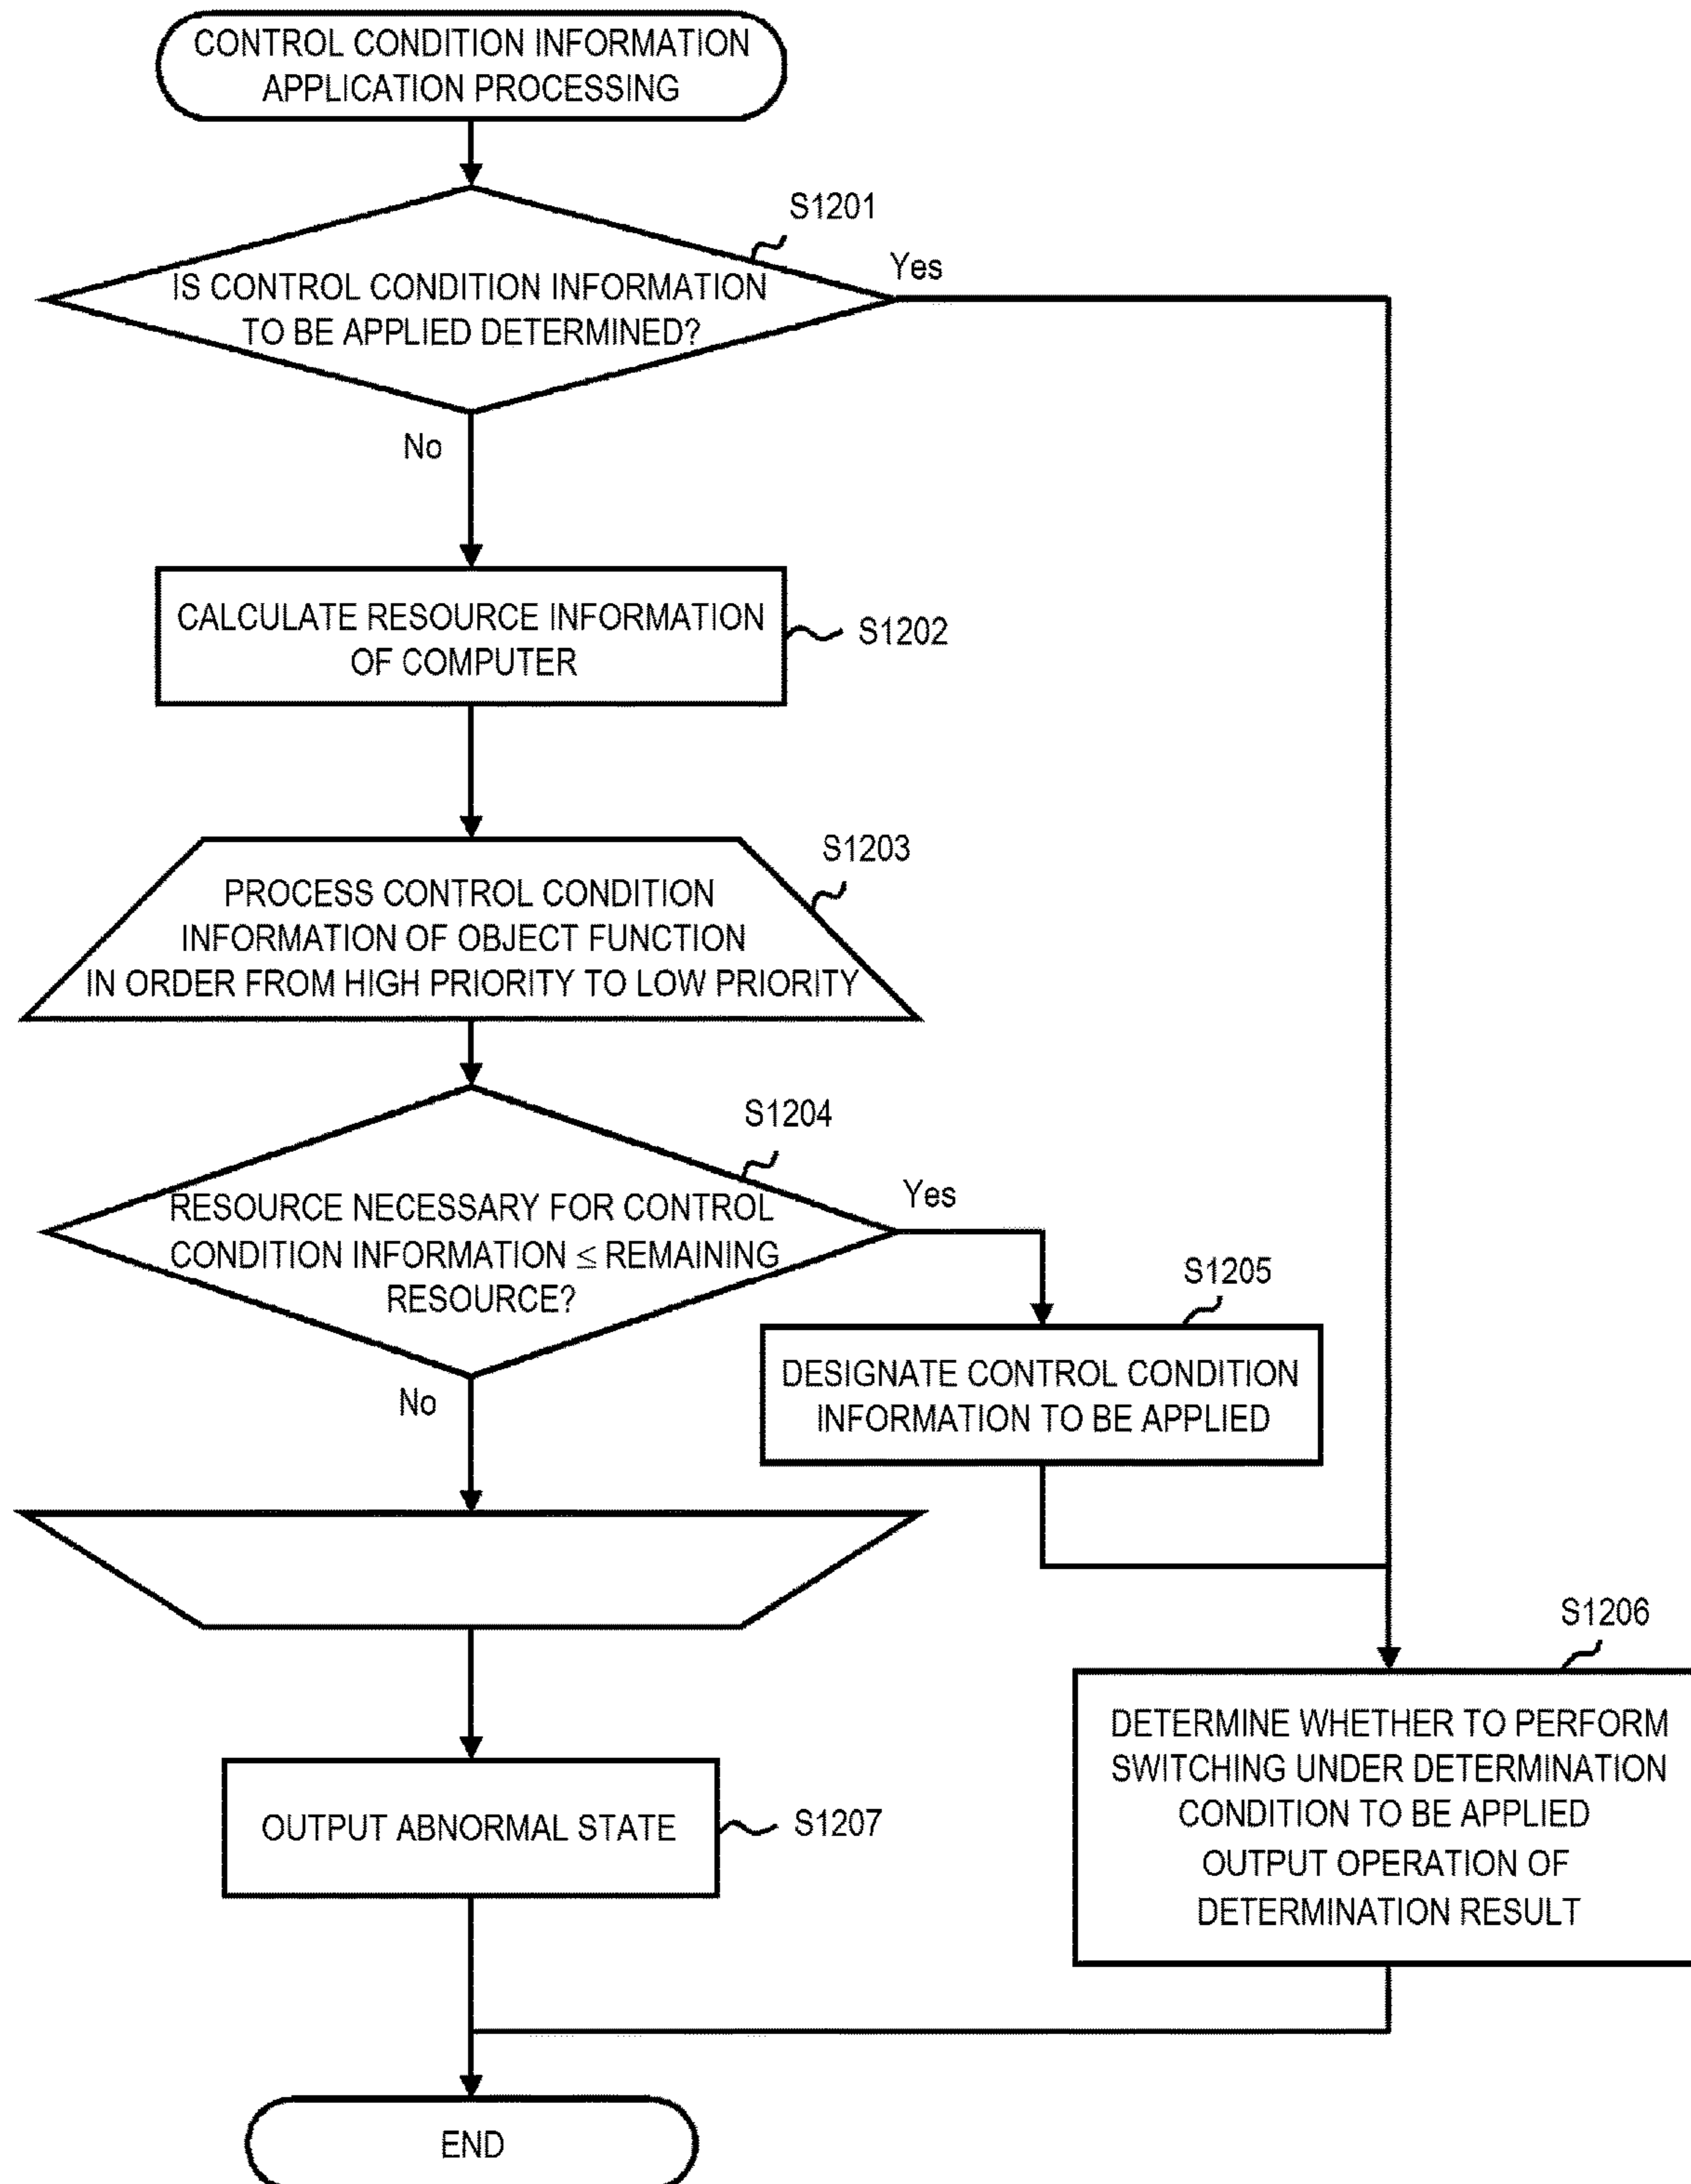 CONTROL CONDITION INFORMATION
APPLICATION PROCESSING
S1201
Yes
IS CONTROL CONDITION INFORMATION
TO BE APPLIED DETERMINED?
No
CALCULATE RESOURCE INFORMATION
OF COMPUTER
S1202
S1203
PROCESS CONTROL CONDITION
INFORMATION OF OBJECT FUNCTION
IN ORDER FROM HIGH PRIORITY TO LOW PRIORITY
S1204
Yes
RESOURCE NECESSARY FOR CONTROL
CONDITION INFORMATION ≤ REMAINING
RESOURCE?
No
S1205
DESIGNATE CONTROL CONDITION
INFORMATION TO BE APPLIED
S1206
DETERMINE WHETHER TO PERFORM
SWITCHING UNDER DETERMINATION
CONDITION TO BE APPLIED
OUTPUT OPERATION OF
DETERMINATION RESULT
OUTPUT ABNORMAL STATE
S1207
END